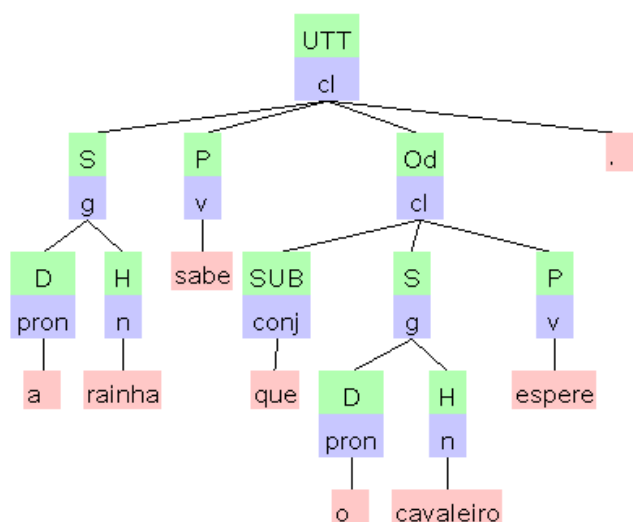 UTT
cl
S P Od .
g v cl
D H sabe SUB S P
pron n conj g v
a rainha que D H espere
pron n
o cavaleiro